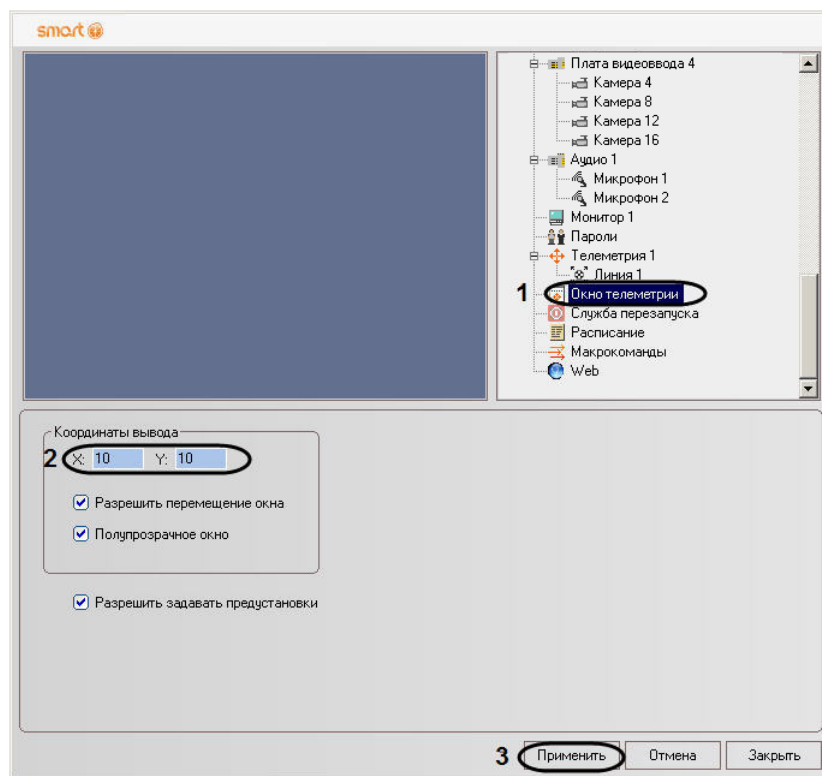 smart
Плата видеоввода 4
Камера 4
Камера 8
Камера 12
Камера 16
Аудио 1
Микрофон 1
Микрофон 2
Монитор 1
Пароли
Телеметрия 1
Линия 1
1 Окно телеметрии
Служба перезапуска
Расписание
Макрокоманды
Web
Координаты вывода
2 X: 10 Y: 10
Разрешить перемещение окна
Полупрозрачное окно
Разрешить задавать предустановки
3 Применить Отмена Закрыть